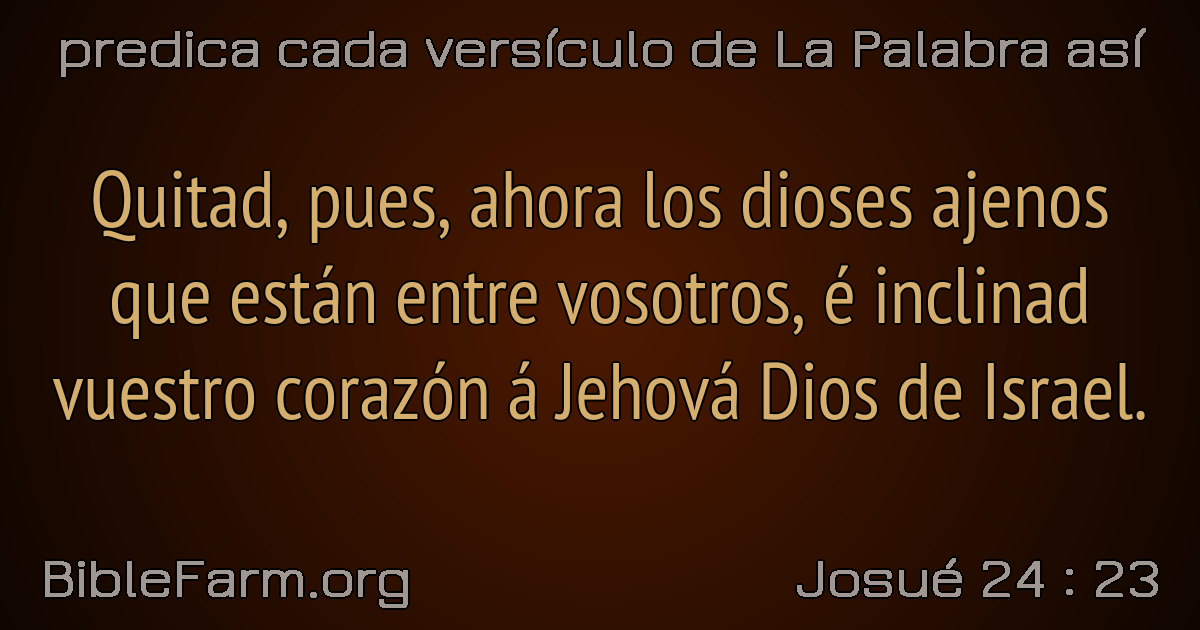 predica cada versículo de La Palabra así
Quitad, pues, ahora los dioses ajenos
que están entre vosotros, é inclinad
vuestro corazón á Jehová Dios de Israel.
BibleFarm.org
Josué 24 : 23